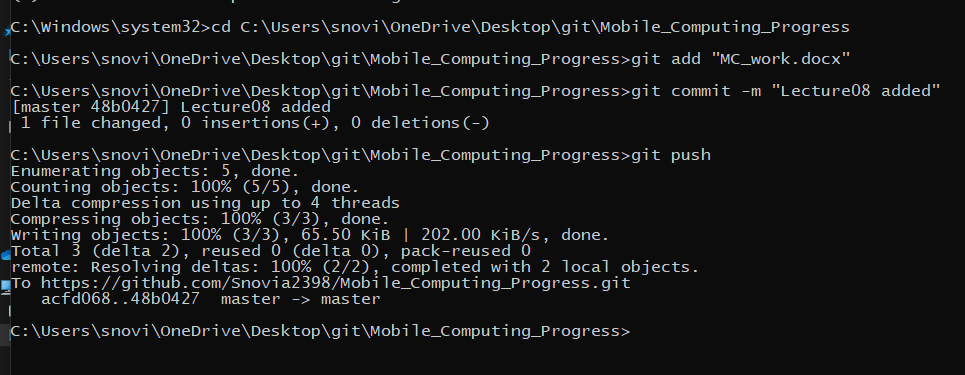 C:\Windows\system32>cd C:\Users\snovi\OneDrive\Desktop\git\Mobile_Computing_Progress
C:\Users\snovi\OneDrive\Desktop\git\Mobile_Computing_Progress>git add "MC_work.docx"
C:\Users\snovi\OneDrive\Desktop\git\Mobile_Computing_Progress>git commit -m "Lecture08 added"
[master 48b0427] Lecture08 added
 1 file changed, 0 insertions(+), 0 deletions(-)
C:\Users\snovi\OneDrive\Desktop\git\Mobile_Computing_Progress>git push
Enumerating objects: 5, done.
Counting objects: 100% (5/5), done.
Delta compression using up to 4 threads
Compressing objects: 100% (3/3), done.
Writing objects: 100% (3/3), 65.50 KiB | 202.00 KiB/s, done.
Total 3 (delta 2), reused 0 (delta 0), pack-reused 0
remote: Resolving deltas: 100% (2/2), completed with 2 local objects.
To https://github.com/Snovia2398/Mobile_Computing_Progress.git
   acfd068..48b0427  master -> master
C:\Users\snovi\OneDrive\Desktop\git\Mobile_Computing_Progress>